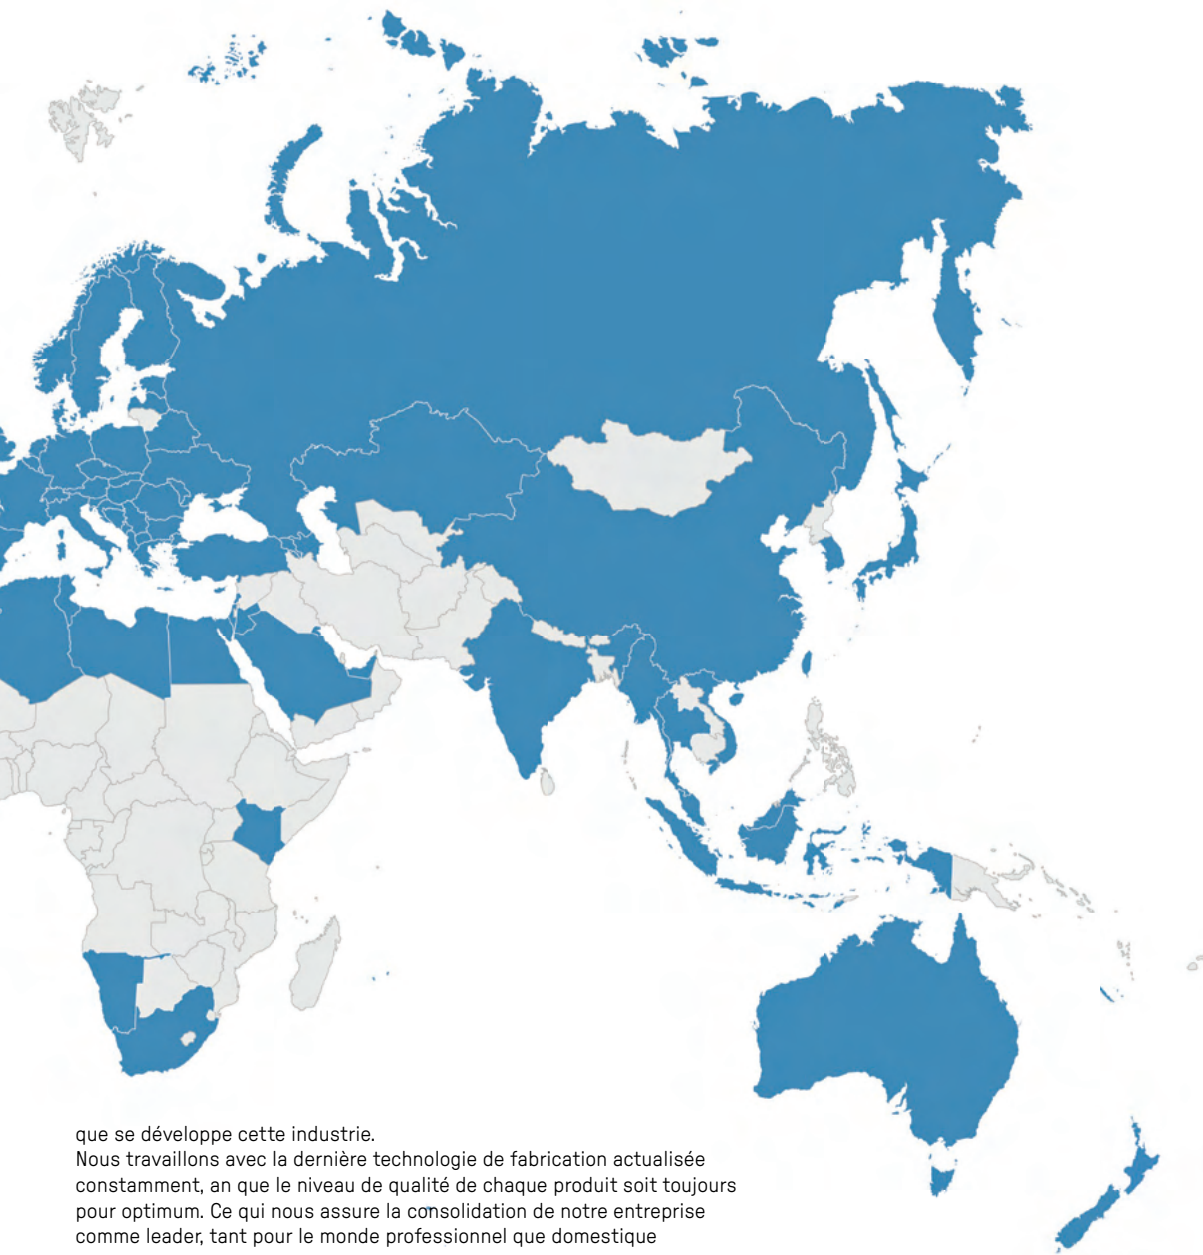 que se développe cette industrie.
Nous travaillons avec la dernière technologie de fabrication actualisée
constamment, an que le niveau de qualité de chaque produit soit toujours
pour optimum. Ce qui nous assure la consolidation de notre entreprise
comme leader, tant pour le monde professionnel que domestique